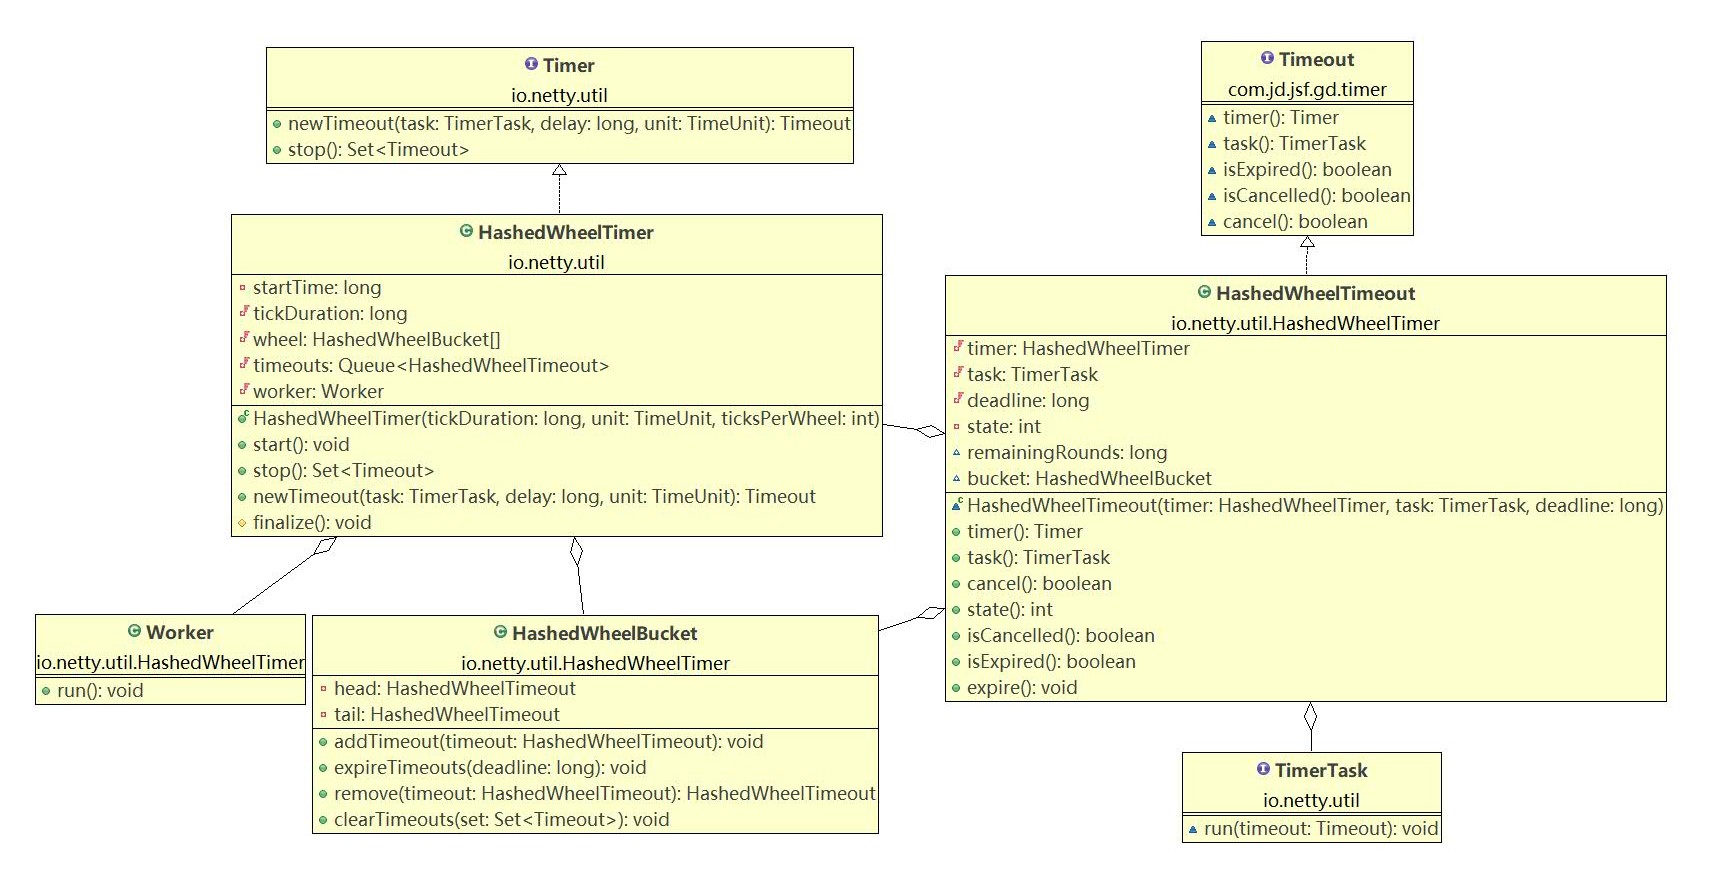 Timer
io.netty.util
newTimeout(task: TimerTask, delay: long, unit: TimeUnit): Timeout
stop(): Set<Timeout>
Timeout
com.jd.jsf.gd.timer
timer(): Timer
task(): TimerTask
isExpired(): boolean
isCancelled(): boolean
cancel(): boolean
HashedWheelTimer
io.netty.util
startTime: long
tickDuration: long
wheel: HashedWheelBucket[]
timeouts: Queue<HashedWheelTimeout>
worker: Worker
HashedWheelTimer(tickDuration: long, unit: TimeUnit, ticksPerWheel: int)
start(): void
stop(): Set<Timeout>
newTimeout(task: TimerTask, delay: long, unit: TimeUnit): Timeout
finalize(): void
HashedWheelTimeout
io.netty.util.HashedWheelTimer
timer: HashedWheelTimer
task: TimerTask
deadline: long
state: int
remainingRounds: long
bucket: HashedWheelBucket
HashedWheelTimeout(timer: HashedWheelTimer, task: TimerTask, deadline: long)
timer(): Timer
task(): TimerTask
cancel(): boolean
state(): int
isCancelled(): boolean
isExpired(): boolean
expire(): void
Worker
io.netty.util.HashedWheelTimer
run(): void
HashedWheelBucket
io.netty.util.HashedWheelTimer
head: HashedWheelTimeout
tail: HashedWheelTimeout
addTimeout(timeout: HashedWheelTimeout): void
expireTimeouts(deadline: long): void
remove(timeout: HashedWheelTimeout): HashedWheelTimeout
clearTimeouts(set: Set<Timeout>): void
TimerTask
io.netty.util
run(timeout: Timeout): void